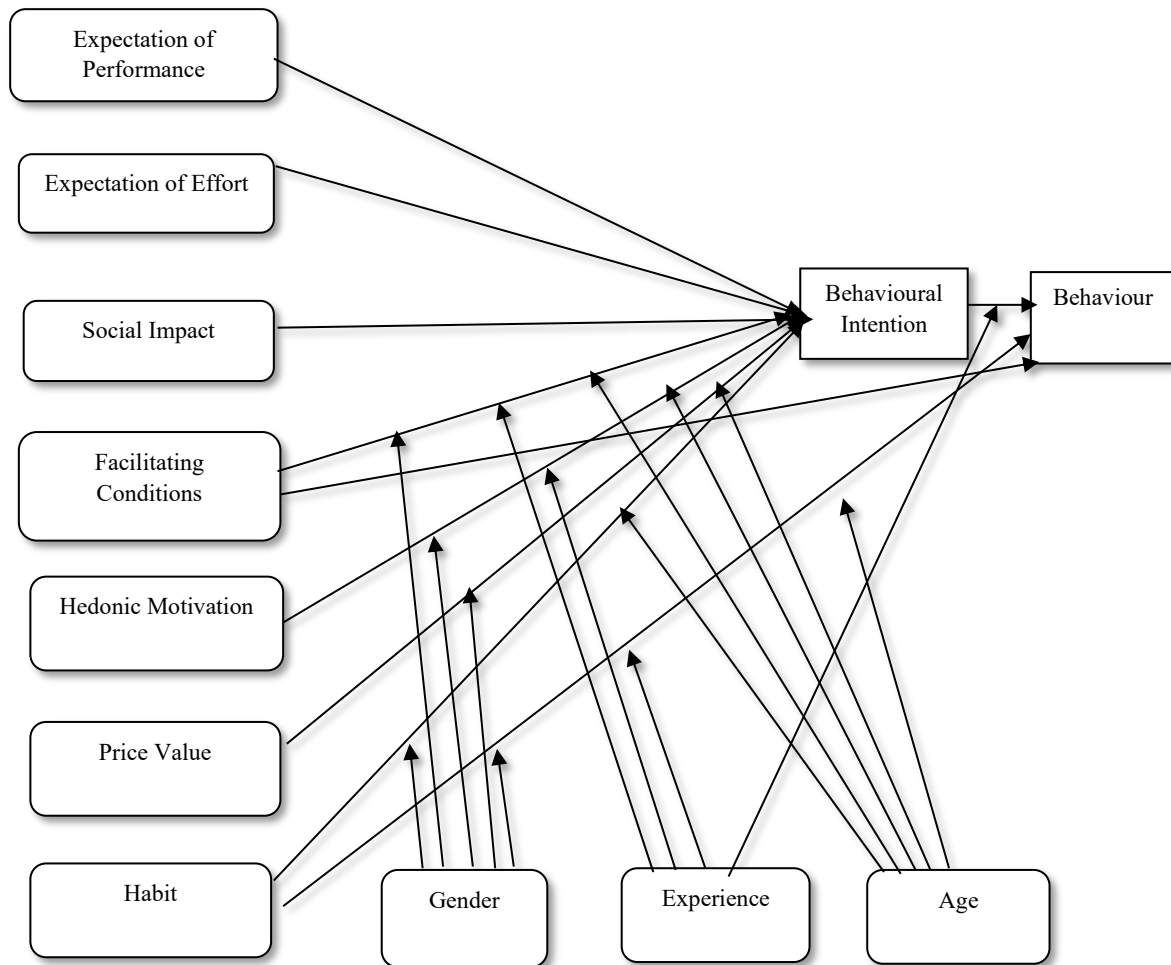 Expectation of
Performance
Expectation of Effort
Social Impact
Behavioural
Intention
Behaviour
Facilitating
Conditions
Hedonic Motivation
Price Value
Habit
Gender
Experience
Age